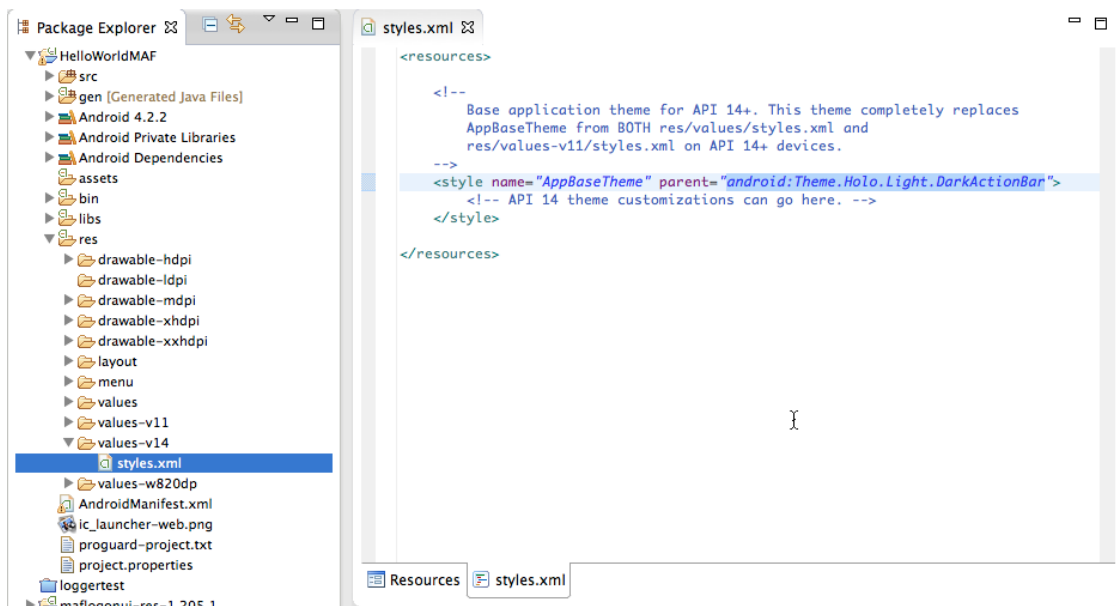 Package Explorer
HelloWorldMAF
src
gen [Generated Java Files]
Android 4.2.2
Android Private Libraries
Android Dependencies
assets
bin
libs
res
drawable-hdpi
drawable-ldpi
drawable-mdpi
drawable-xhdpi
drawable-xxhdpi
layout
menu
values
values-v11
values-v14
styles.xml
values-w820dp
AndroidManifest.xml
ic_launcher-web.png
proguard-project.txt
project.properties
loggertest
maflogonui-res-1.205.1
styles.xml
<resources>
<!--
Base application theme for API 14+. This theme completely replaces
AppBaseTheme from BOTH res/values/styles.xml and
res/values-v11/styles.xml on API 14+ devices.
-->
<style name="AppBaseTheme" parent="android:Theme.Holo.Light.DarkActionBar">
<!-- API 14 theme customizations can go here. -->
</style>
</resources>
Resources
styles.xml